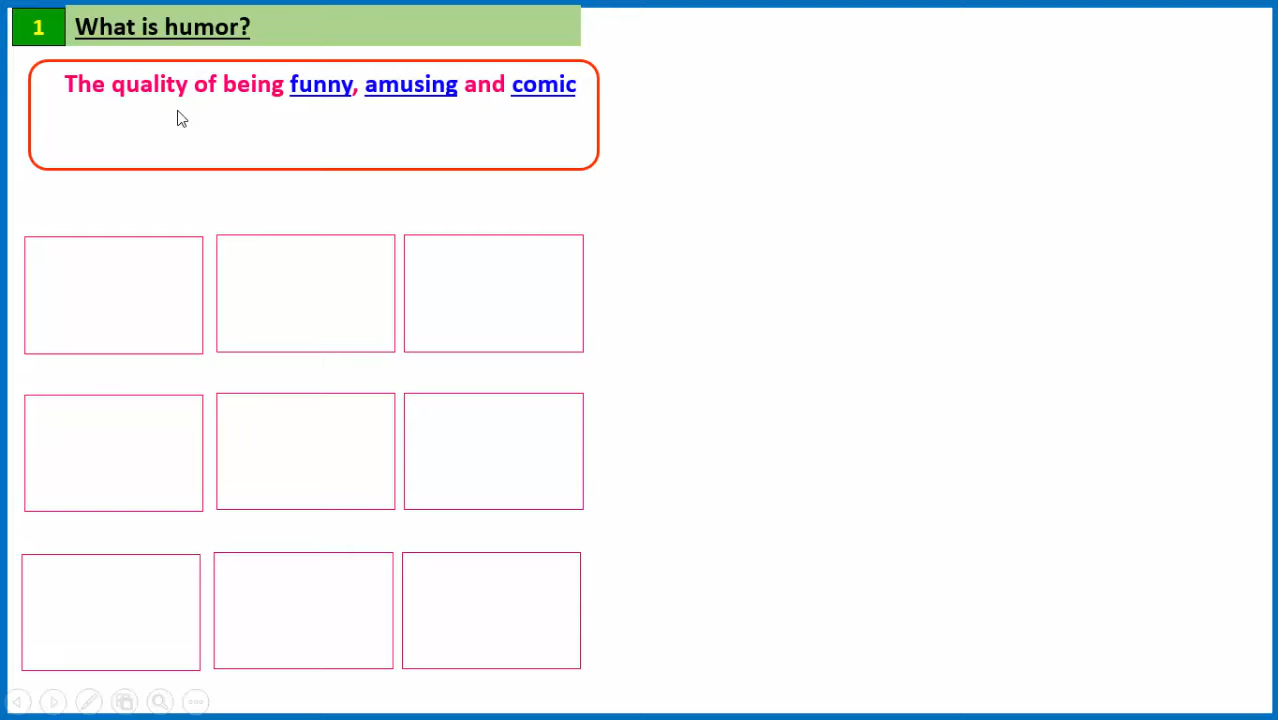 1
What is humor?
The quality of being funny, amusing and comic